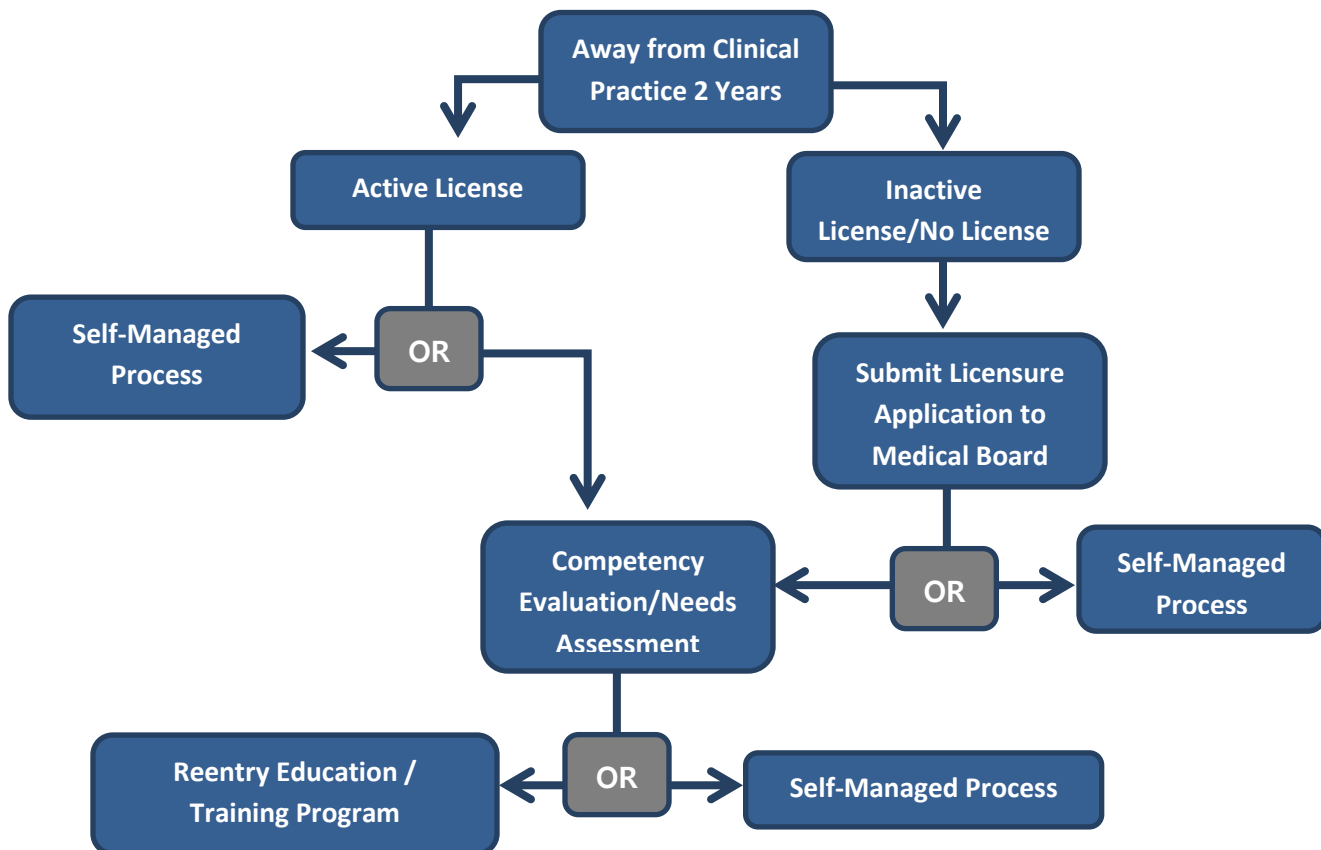 Away from Clinical
Practice 2 Years
Active License
Inactive
License/No License
Self-Managed
Process
OR
Submit Licensure
Application to
Medical Board
Competency
Evaluation/Needs
Assessment
OR
Self-Managed
Process
Reentry Education /
Training Program
OR
Self-Managed Process